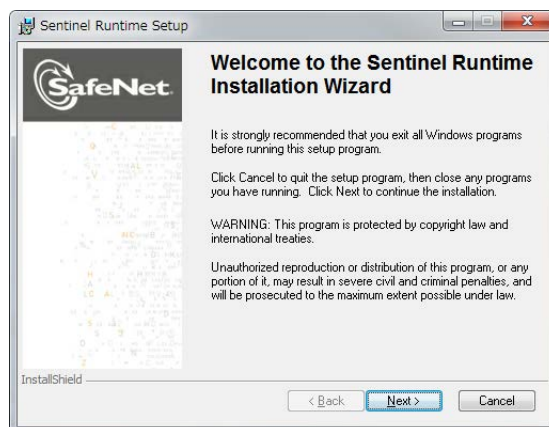 Sentinel Runtime Setup
SafeNet.
Welcome to the Sentinel Runtime
Installation Wizard
It is strongly recommended that you exit all Windows programs
before running this setup program.
Click Cancel to quit the setup program, then close any programs
you have running. Click Next to continue the installation.
WARNING: This program is protected by copyright law and
international treaties.
Unauthorized reproduction or distribution of this program, or any
portion of it, may result in severe civil and criminal penalties, and
will be prosecuted to the maximum extent possible under law.
InstallShield
< Back
Next >
Cancel